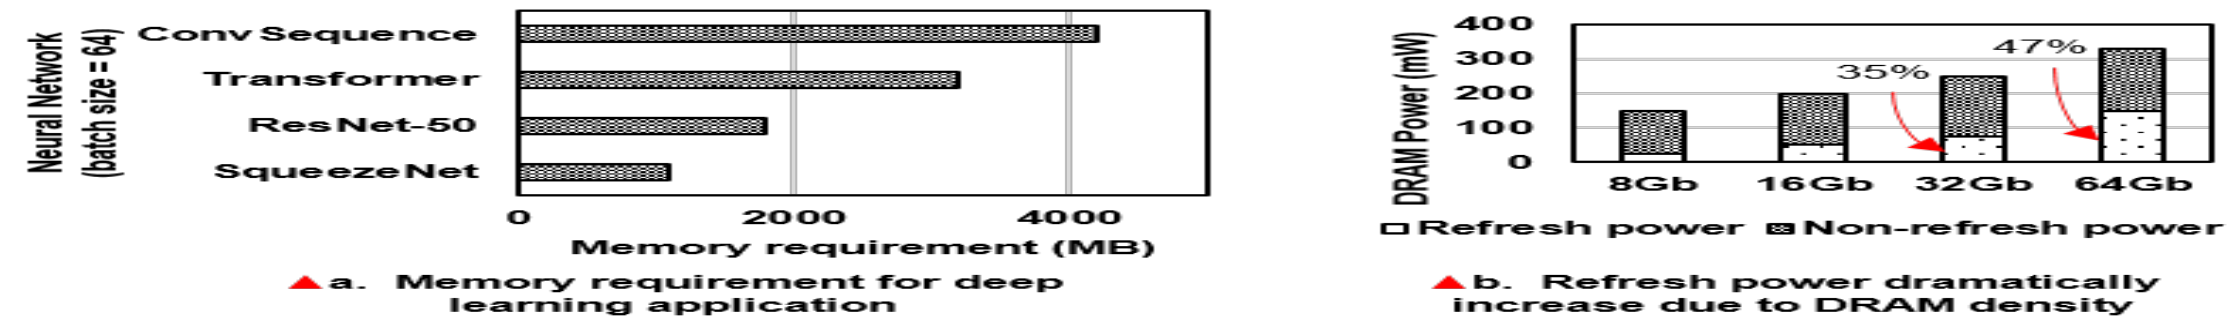 Neural Network
(batch size = 64)
Conv Sequence
Transformer
ResNet-50
SqueezeNet
0 2000 4000
Memory requirement (MB)
a. Memory requirement for deep
learning application
DRAM Power (mW)
400
300
200
100
0
35%
47%
8Gb 16Gb 32Gb 64Gb
Refresh power Non-refresh power
b. Refresh power dramatically
increase due to DRAM density